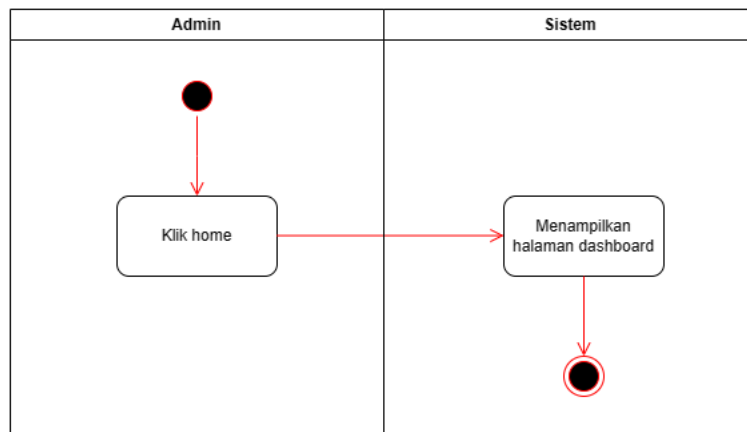 Admin
Sistem
Klik home
Menampilkan
halaman dashboard